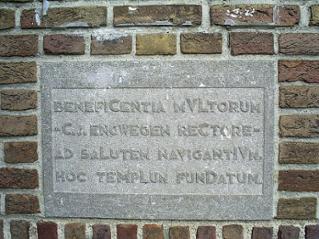 BENEFICENTIA MVLTORUM
-C.J. ENGWEGEN RECTORE-
AD SALUTEM NAVIGANTIVM.
HOC TEMPLUM FUNDATUM.